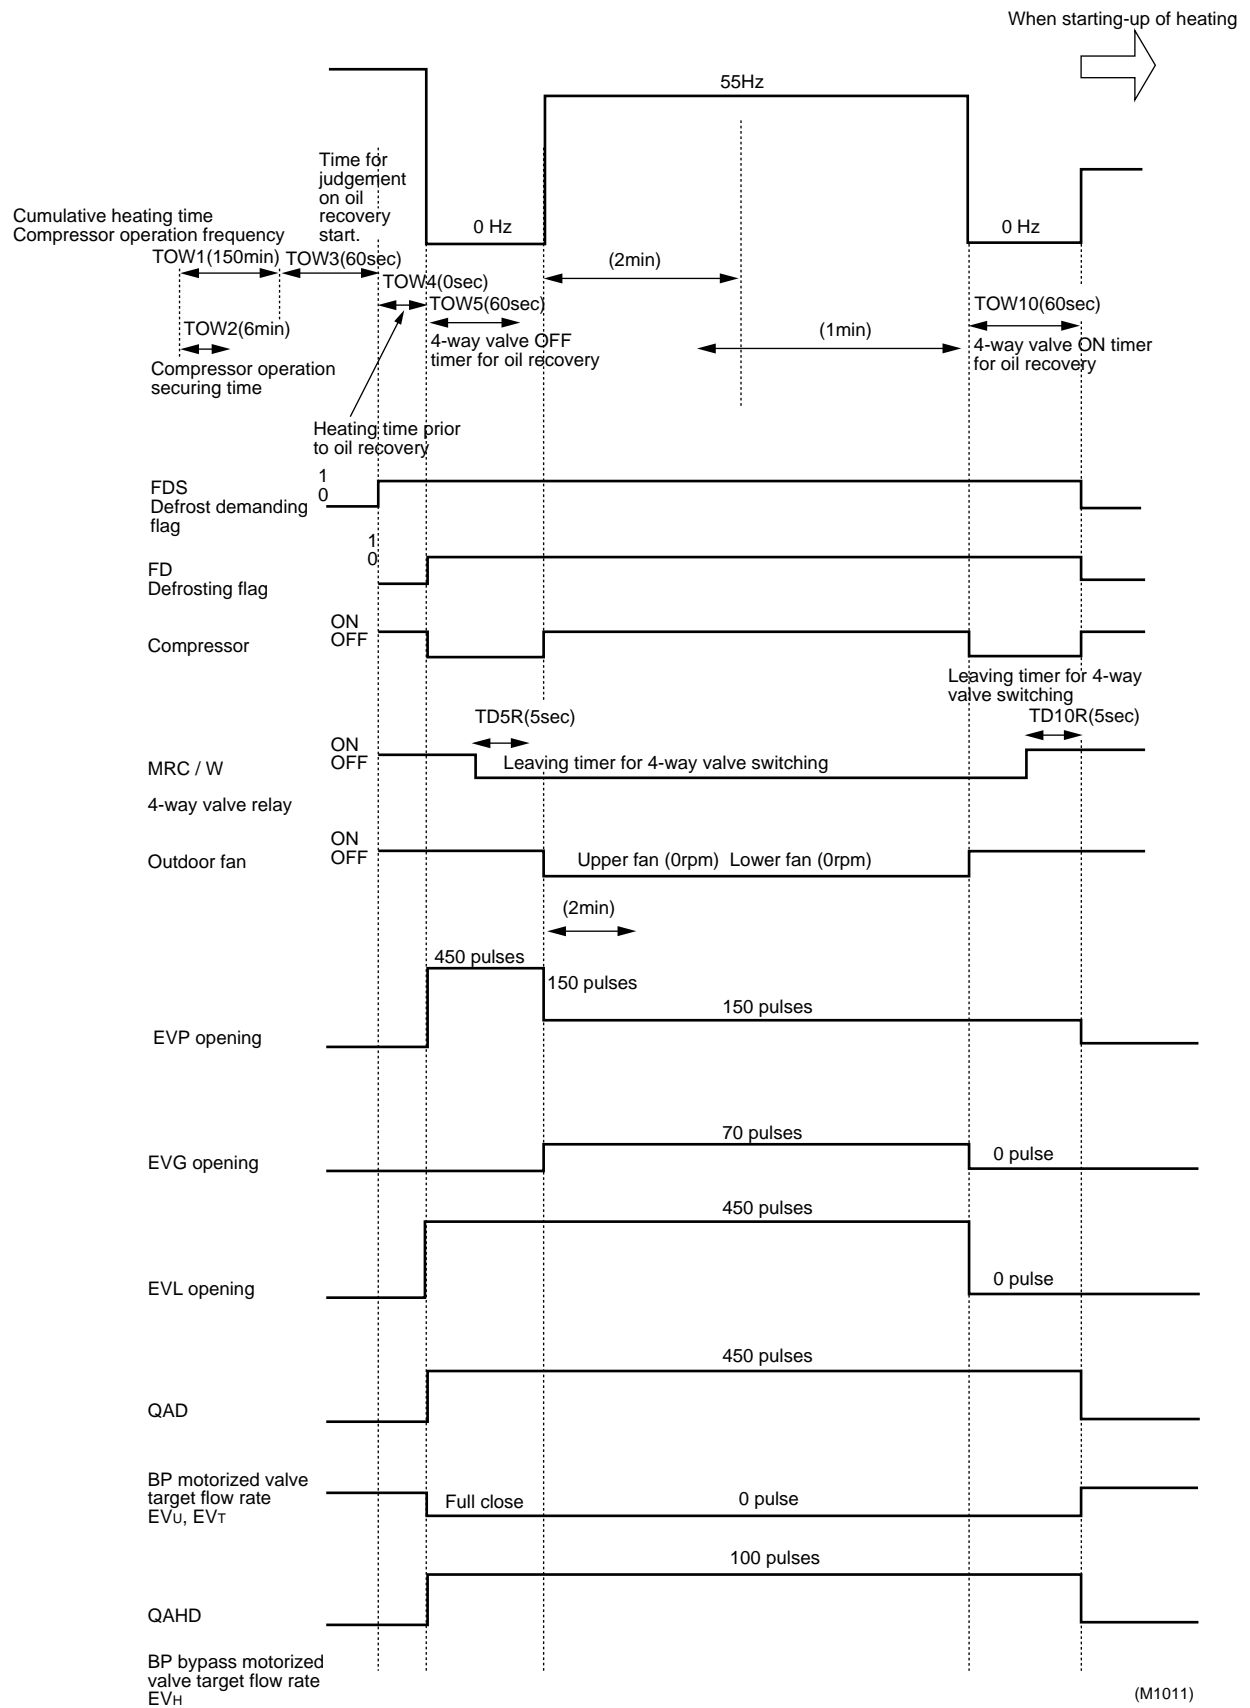 When starting-up of heating
55Hz
Time for
judgement
on oil
recovery
start.
Cumulative heating time
Compressor operation frequency
0 Hz
0 Hz
TOW1(150min)
TOW3(60sec)
(2min)
TOW4(0sec)
TOW5(60sec)
TOW10(60sec)
TOW2(6min)
4-way valve OFF
timer for oil recovery
(1min)
4-way valve ON timer
for oil recovery
Compressor operation
securing time
Heating time prior
to oil recovery
1
0
FDS
Defrost demanding
flag
1
0
FD
Defrosting flag
ON
OFF
Compressor
Leaving timer for 4-way
valve switching
TD5R(5sec)
TD10R(5sec)
ON
OFF
MRC / W
Leaving timer for 4-way valve switching
4-way valve relay
ON
OFF
Outdoor fan
Upper fan (0rpm) Lower fan (0rpm)
(2min)
450 pulses
150 pulses
150 pulses
EVP opening
70 pulses
EVG opening
0 pulse
450 pulses
EVL opening
0 pulse
450 pulses
QAD
BP motorized valve
target flow rate
EVU, EVT
Full close
0 pulse
100 pulses
QAHD
BP bypass motorized
valve target flow rate
EVH
(M1011)